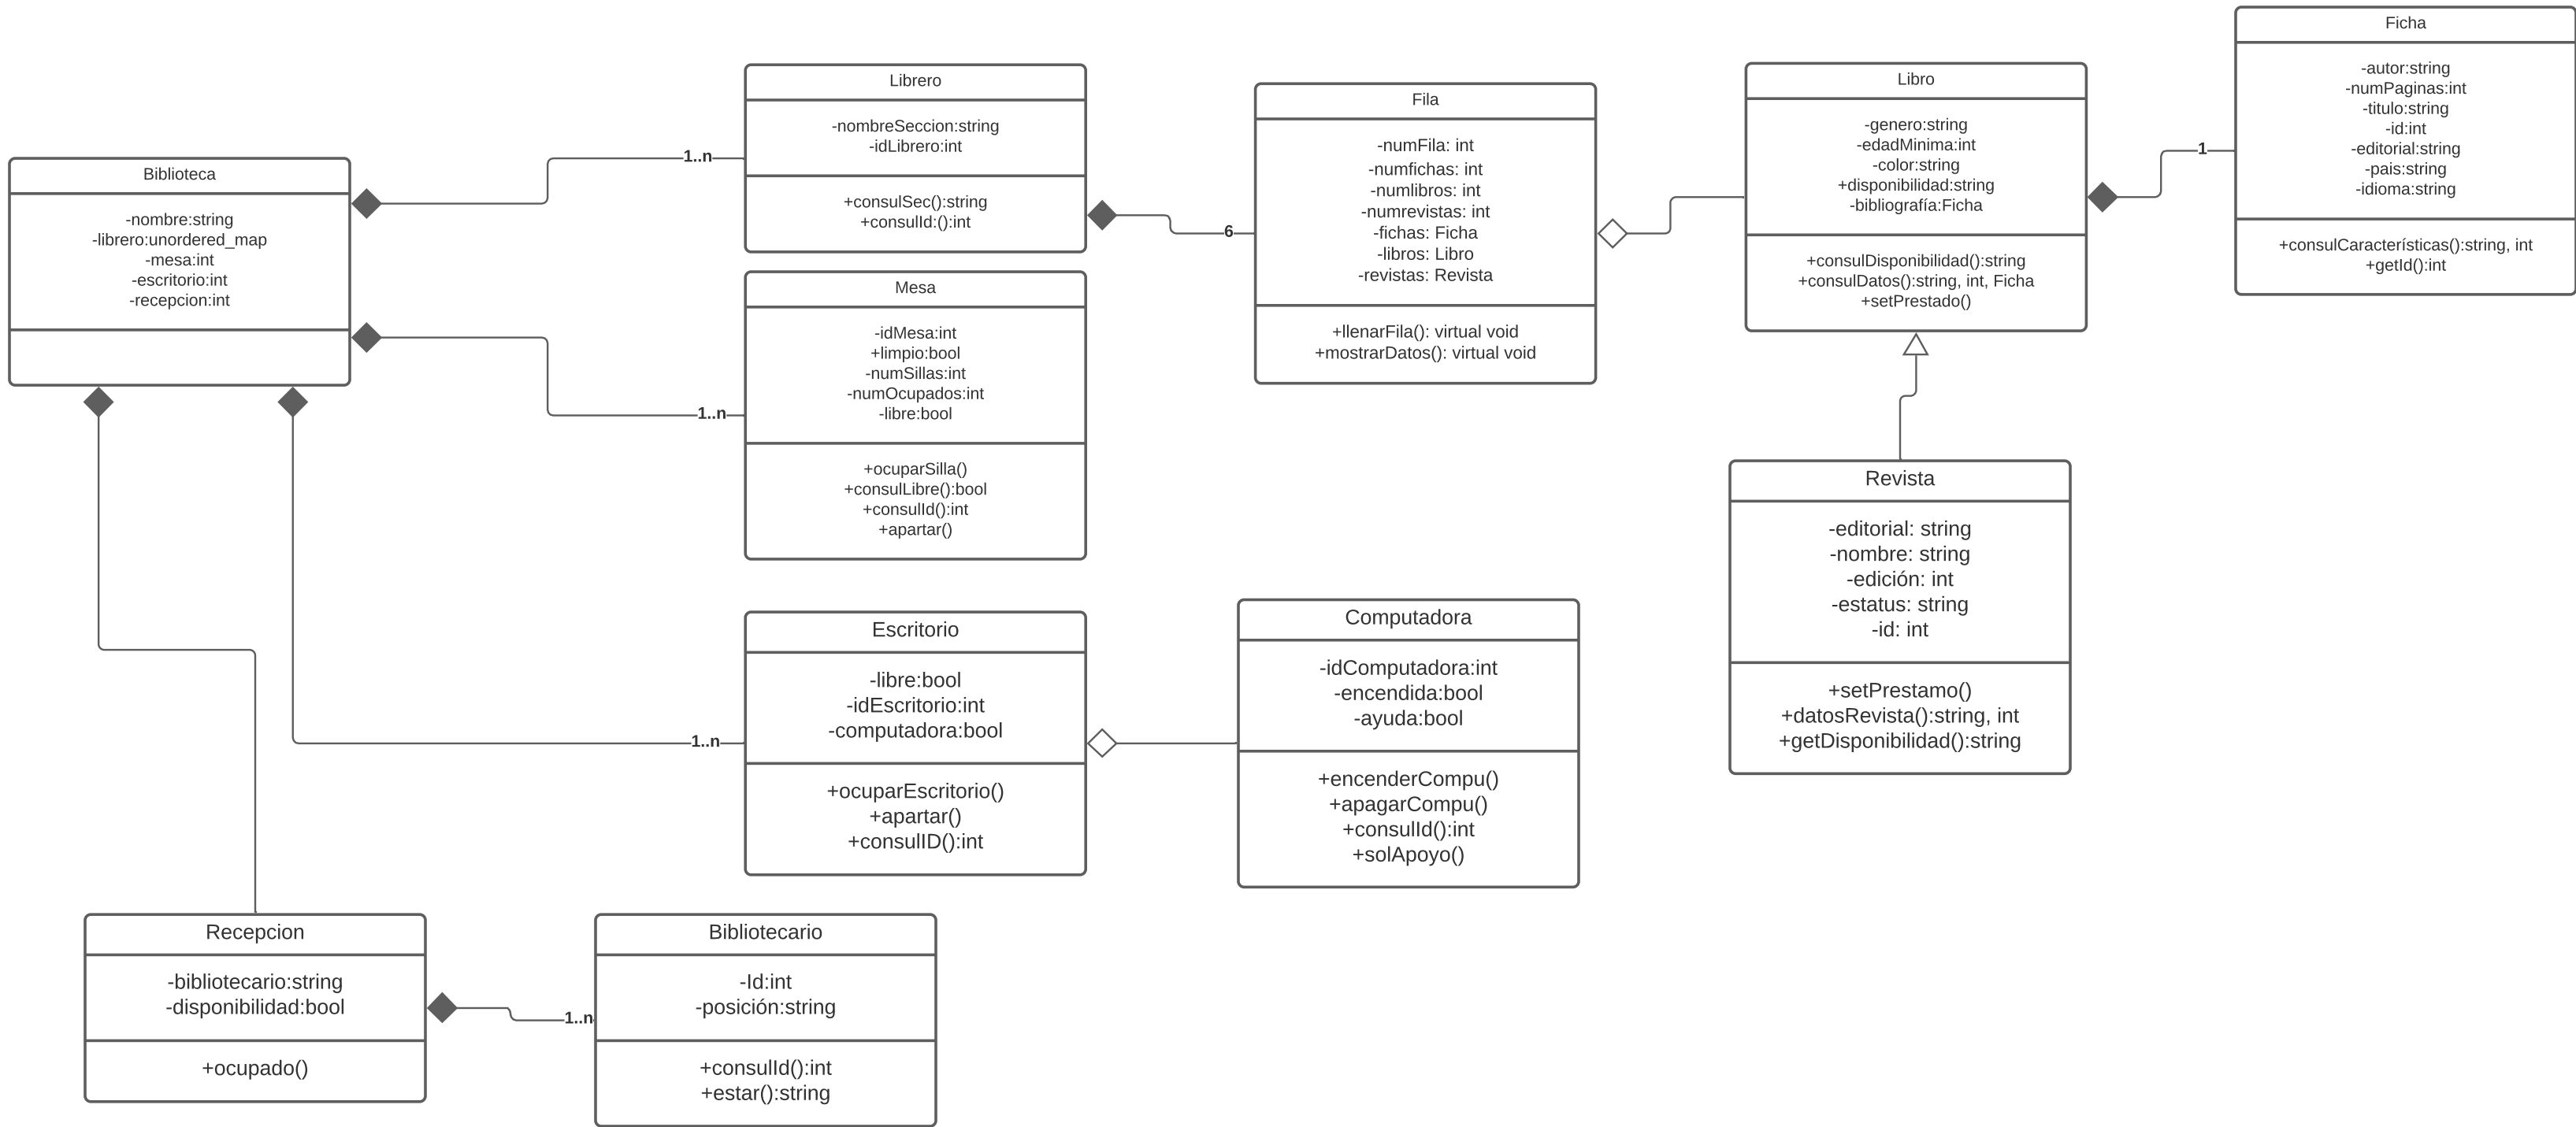 Biblioteca
-nombre:string
-librero:unordered_map
-mesa:int
-escritorio:int
-recepcion:int
1..n
Librero
-nombreSeccion:string
-idLibrero:int
+consulSec():string
+consulId:():int
6
Fila
-numFila: int
-numfichas: int
-numlibros: int
-numrevistas: int
-fichas: Ficha
-libros: Libro
-revistas: Revista
+llenarFila(): virtual void
+mostrarDatos(): virtual void
Libro
-genero:string
-edadMinima:int
-color:string
+disponibilidad:string
-bibliografía:Ficha
+consulDisponibilidad():string
+consulDatos():string, int, Ficha
+setPrestado()
1
Ficha
-autor:string
-numPaginas:int
-titulo:string
-id:int
-editorial:string
-pais:string
-idioma:string
+consulCaracterísticas():string, int
+getId():int
1..n
Mesa
-idMesa:int
+limpio:bool
-numSillas:int
-numOcupados:int
-libre:bool
+ocuparSilla()
+consulLibre():bool
+consulId():int
+apartar()
Revista
-editorial: string
-nombre: string
-edición: int
-estatus: string
-id: int
+setPrestamo()
+datosRevista():string, int
+getDisponibilidad():string
1..n
Escritorio
-libre:bool
-idEscritorio:int
-computadora:bool
+ocuparEscritorio()
+apartar()
+consulID():int
Computadora
-idComputadora:int
-encendida:bool
-ayuda:bool
+encenderCompu()
+apagarCompu()
+consulId():int
+solApoyo()
Recepcion
-bibliotecario:string
-disponibilidad:bool
+ocupado()
1..n
Bibliotecario
-Id:int
-posición:string
+consulId():int
+estar():string